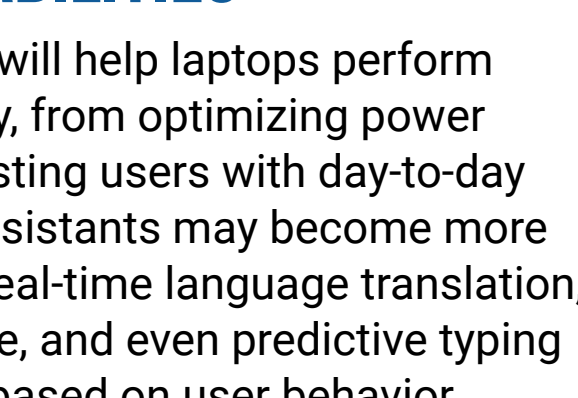 will help laptops perform
y, from optimizing power
sting users with day-to-day
sistants may become more
eal-time language translation,
e, and even predictive typing
based on user behavior